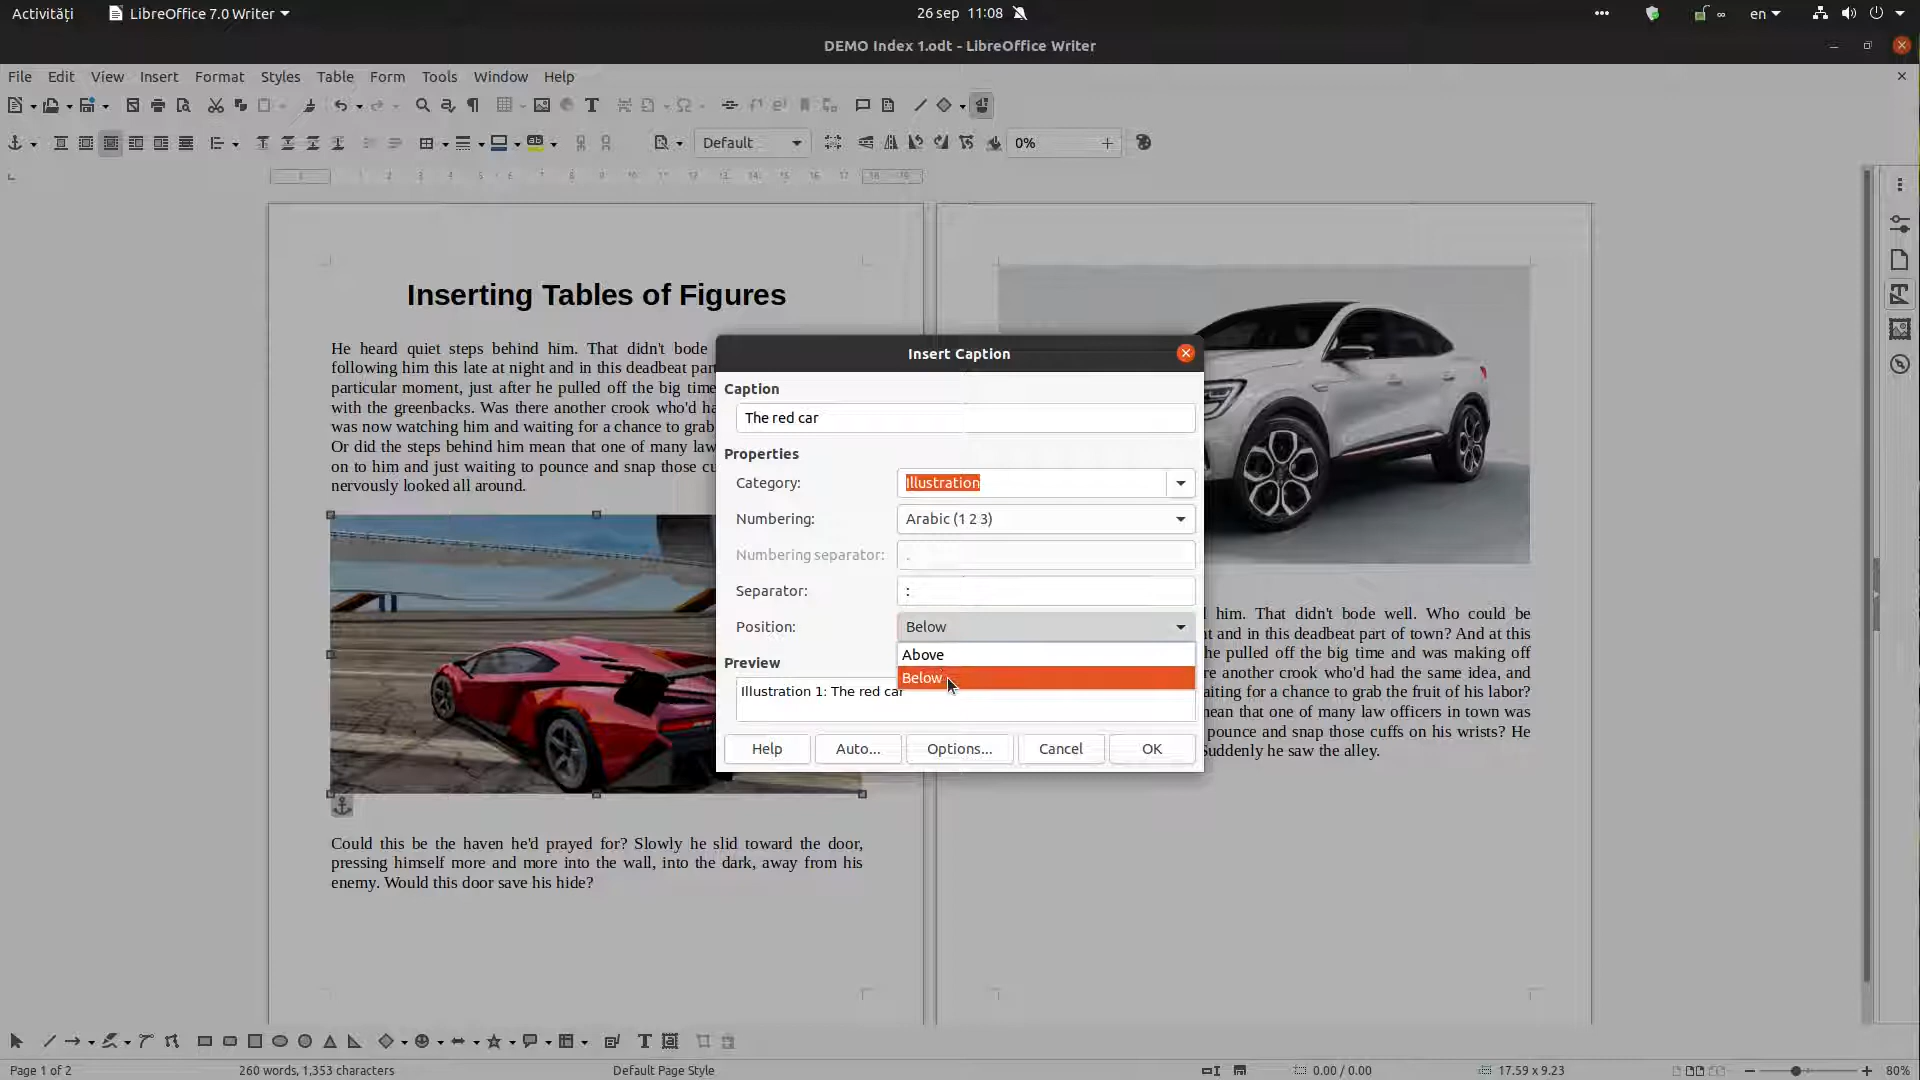 Activități
LibreOffice 7.0 Writer
26 sep 11:08
en
DEMO Index 1.odt - LibreOffice Writer
File Edit View Insert Format Styles Table Form Tools Window Help
Default
0%
Inserting Tables of Figures
He heard quiet steps behind him. That didn't bode
following him this late at night and in this deadbeat par
particular moment, just after he pulled off the big time
with the greenbacks. Was there another crook who'd ha
was now watching him and waiting for a chance to grab
Or did the steps behind him mean that one of many law
on to him and just waiting to pounce and snap those cu
nervously looked all around.
Could this be the haven he'd prayed for? Slowly he slid toward the door,
pressing himself more and more into the wall, into the dark, away from his
enemy. Would this door save his hide?
Insert Caption
Caption
The red car
Properties
Category: Illustration
Numbering: Arabic (1 2 3)
Numbering separator: .
Separator: :
Position: Below
Above
Below
Preview
Illustration 1: The red car
Help Auto... Options... Cancel OK
him. That didn't bode well. Who could be
t and in this deadbeat part of town? And at this
he pulled off the big time and was making off
re another crook who'd had the same idea, and
aiting for a chance to grab the fruit of his labor?
nean that one of many law officers in town was
pounce and snap those cuffs on his wrists? He
Suddenly he saw the alley.
Page 1 of 2
260 words, 1,353 characters
Default Page Style
0.00 / 0.00
17.59 x 9.23
80%